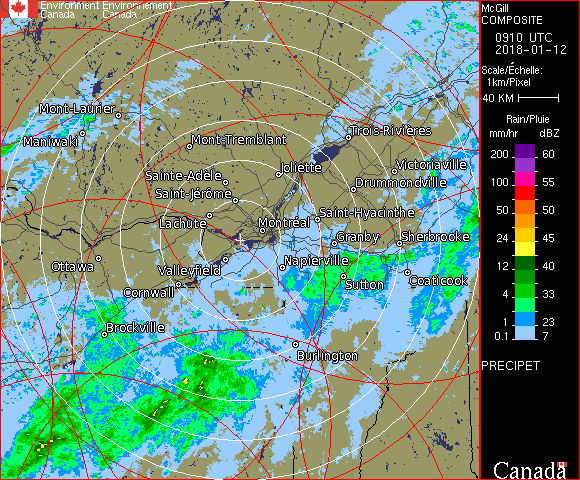 Environment Environnement
Canada Canada
McGill
COMPOSITE
0910 UTC
2018-01-12
Scale/Échelle:
1km/Pixel
40 KM
Rain/Pluie
mm/hr dBZ
200 60
100 55
50 50
24 45
12 40
4 33
1 23
0.1 7
PRECIPET
Canada
Mont-Laurier
Maniwaki
Mont-Tremblant
Trois-Rivières
Joliette
Victoriaville
Sainte-Adèle
Drummondville
Saint-Jérôme
Lachute
Saint-Hyacinthe
Montréal
Granby
Sherbrooke
Ottawa
Valleyfield
Napierville
Sutton
Coaticook
Cornwall
Brockville
Burlington